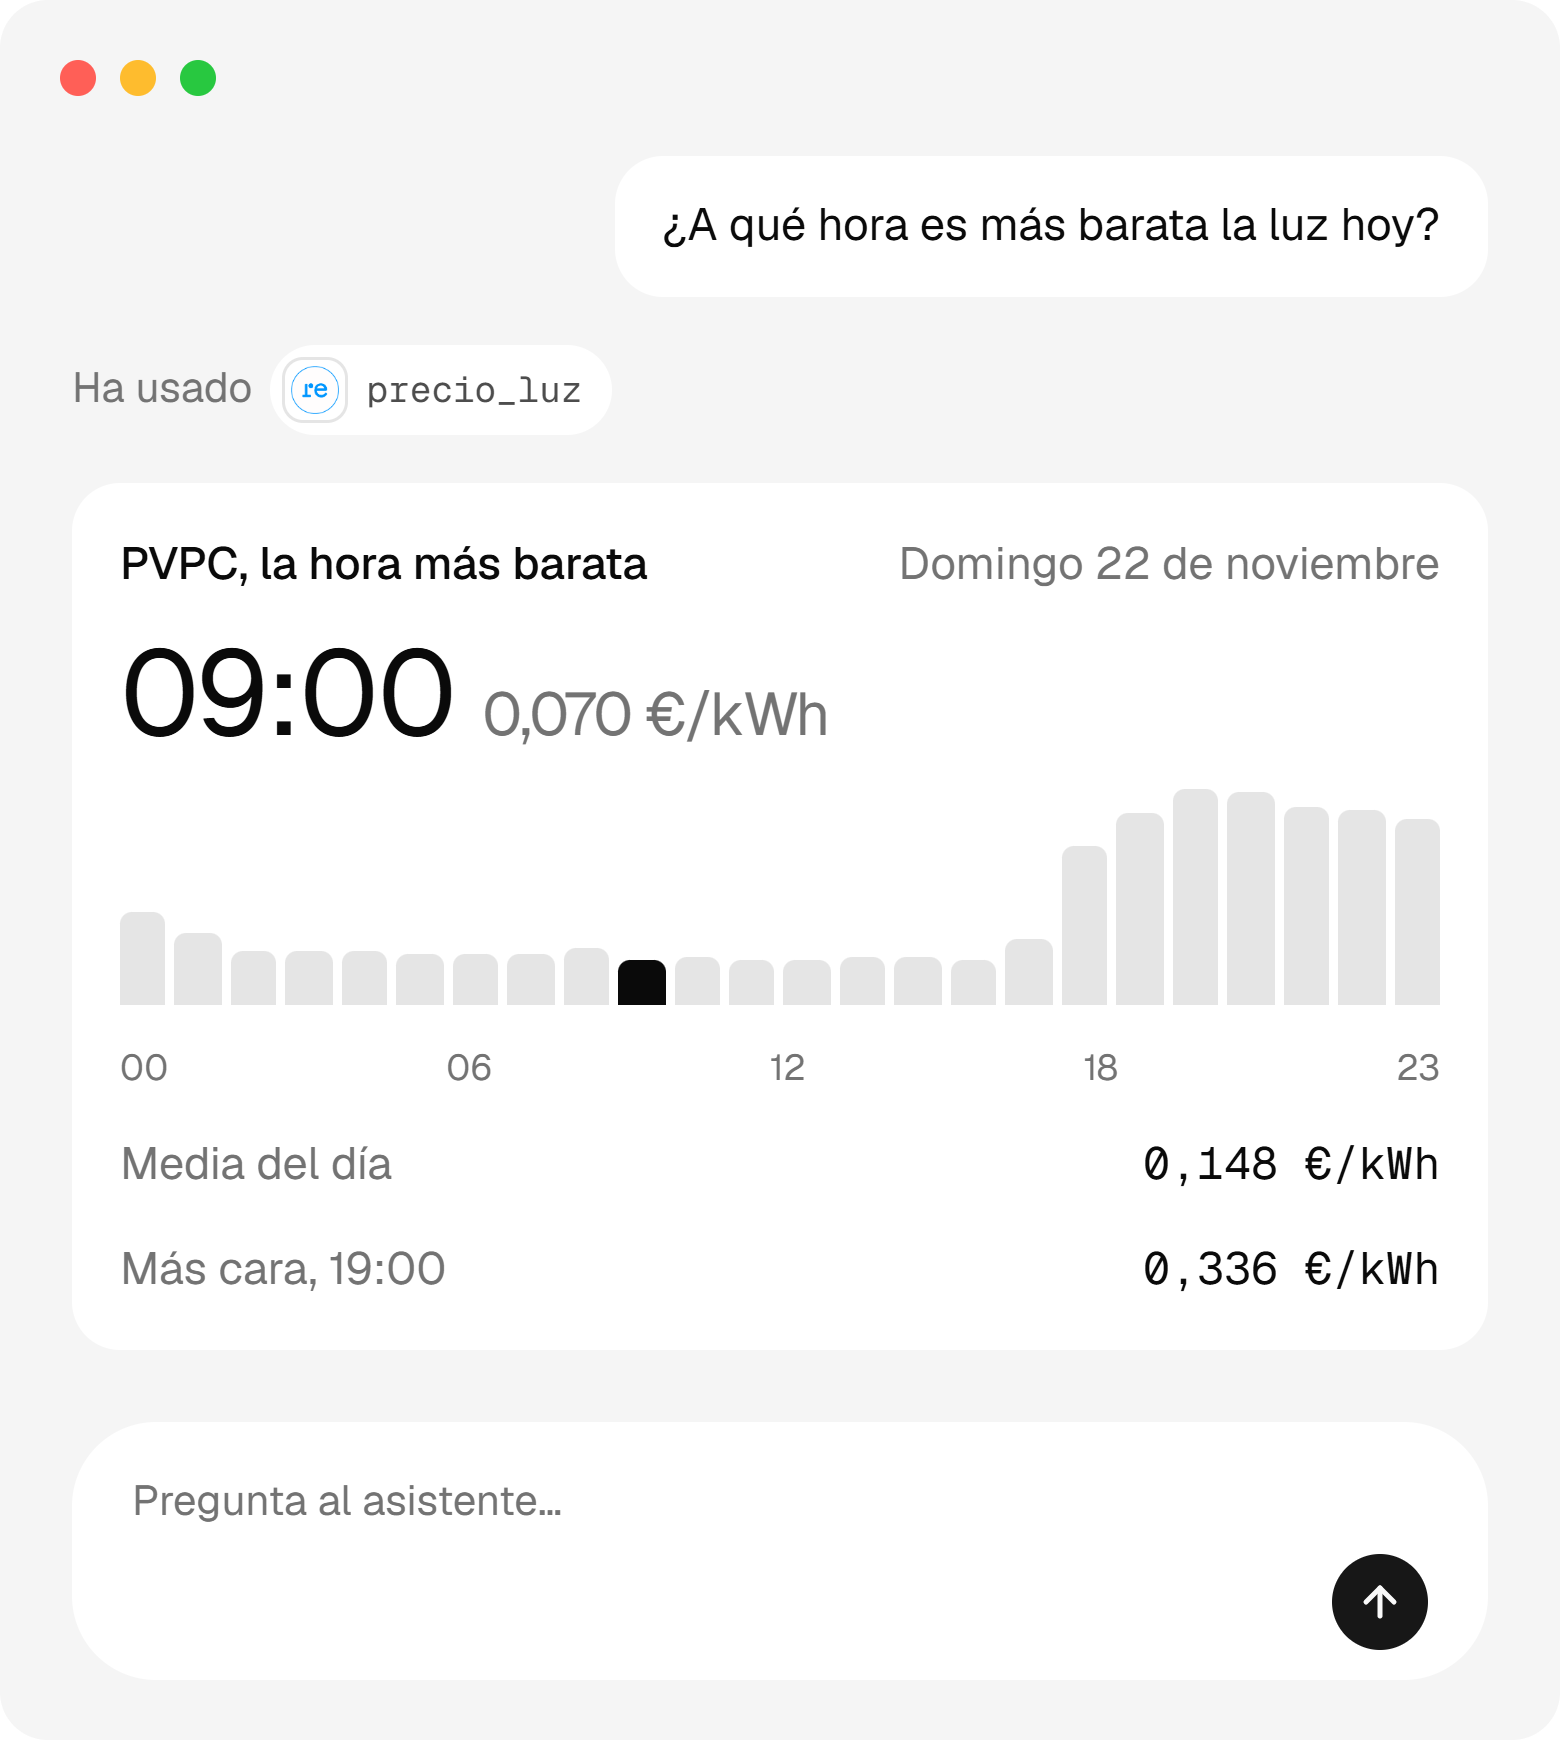 ¿A qué hora es más barata la luz hoy?
Ha usado re precio_luz
PVPC, la hora más barata Domingo 22 de noviembre
09:00 0,070 €/kWh
00 06 12 18 23
Media del día 0,148 €/kWh
Más cara, 19:00 0,336 €/kWh
Pregunta al asistente…